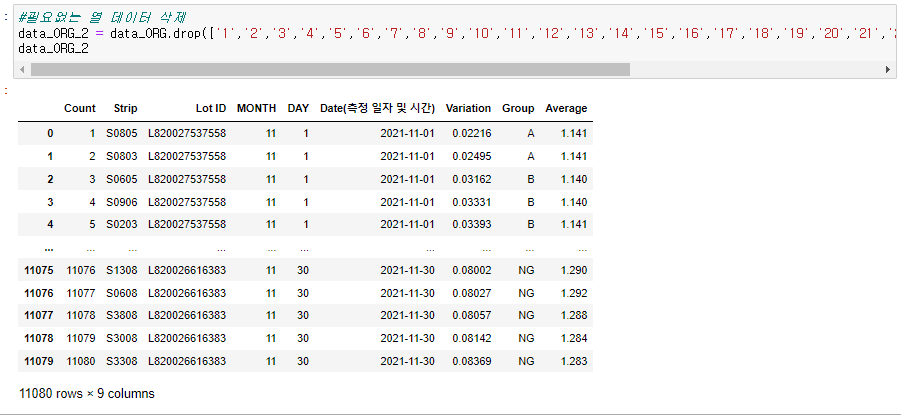 #필요없는 열 데이터 삭제
data_ORG_2 = data_ORG.drop(['1','2','3','4','5','6','7','8','9','10','11','12','13','14','15','16','17','18','19','20','21','
data_ORG_2
Count Strip Lot ID MONTH DAY Date(측정 일자 및 시간) Variation Group Average
0 1 S0805 L820027537558 11 1 2021-11-01 0.02216 A 1.141
1 2 S0803 L820027537558 11 1 2021-11-01 0.02495 A 1.141
2 3 S0605 L820027537558 11 1 2021-11-01 0.03162 B 1.140
3 4 S0906 L820027537558 11 1 2021-11-01 0.03331 B 1.140
4 5 S0203 L820027537558 11 1 2021-11-01 0.03393 B 1.141
... ... ... ... ... ... ... ... ... ...
11075 11076 S1308 L820026616383 11 30 2021-11-30 0.08002 NG 1.290
11076 11077 S0608 L820026616383 11 30 2021-11-30 0.08027 NG 1.292
11077 11078 S3808 L820026616383 11 30 2021-11-30 0.08057 NG 1.288
11078 11079 S3008 L820026616383 11 30 2021-11-30 0.08142 NG 1.284
11079 11080 S3308 L820026616383 11 30 2021-11-30 0.08369 NG 1.283
11080 rows × 9 columns